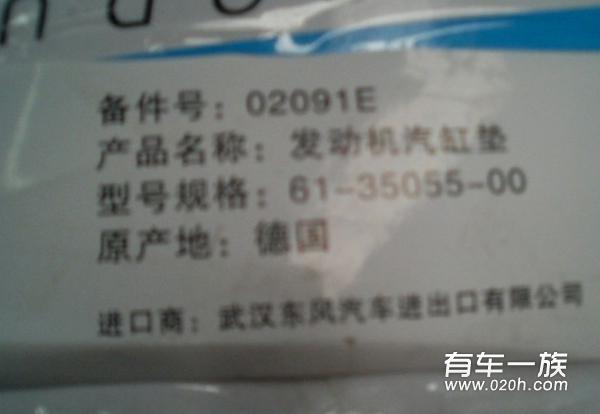 备件号：02091E
产品名称：发动机汽缸垫
型号规格：61-35055-00
原产地：德国
进口商：武汉东风汽车进出口有限公司
有车一族
www.020h.com